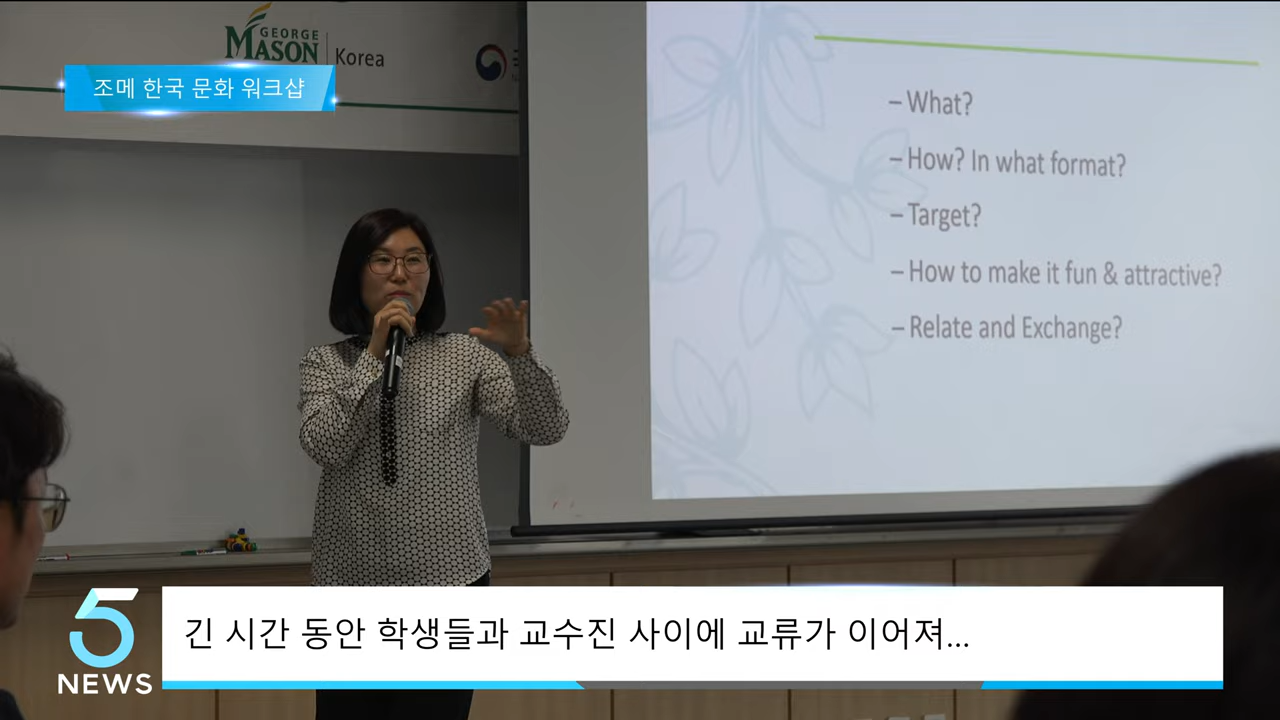 GEORGE
MASON
Korea
조메 한국 문화 워크샵
– What?
– How? In what format?
– Target?
– How to make it fun & attractive?
– Relate and Exchange?
5
NEWS
긴 시간 동안 학생들과 교수진 사이에 교류가 이어져...